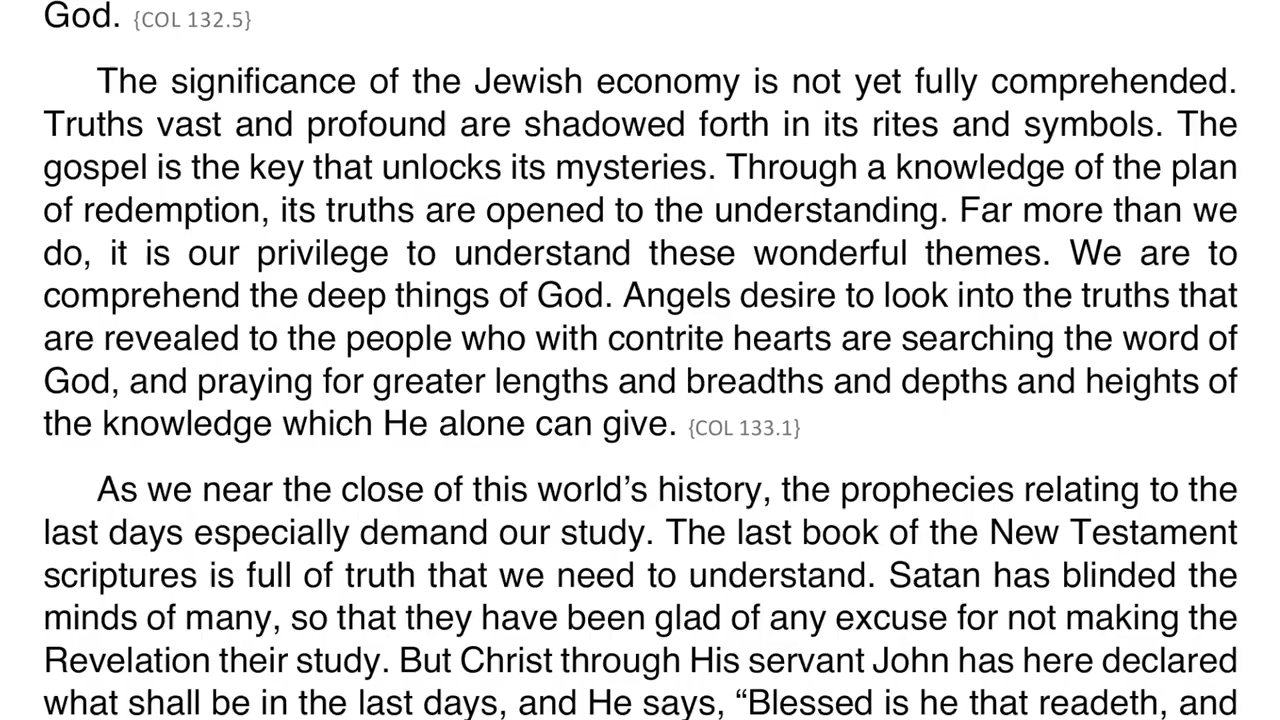 God. {COL 132.5}
The significance of the Jewish economy is not yet fully comprehended.
Truths vast and profound are shadowed forth in its rites and symbols. The
gospel is the key that unlocks its mysteries. Through a knowledge of the plan
of redemption, its truths are opened to the understanding. Far more than we
do, it is our privilege to understand these wonderful themes. We are to
comprehend the deep things of God. Angels desire to look into the truths that
are revealed to the people who with contrite hearts are searching the word of
God, and praying for greater lengths and breadths and depths and heights of
the knowledge which He alone can give. {COL 133.1}
As we near the close of this world’s history, the prophecies relating to the
last days especially demand our study. The last book of the New Testament
scriptures is full of truth that we need to understand. Satan has blinded the
minds of many, so that they have been glad of any excuse for not making the
Revelation their study. But Christ through His servant John has here declared
what shall be in the last days, and He says, “Blessed is he that readeth, and